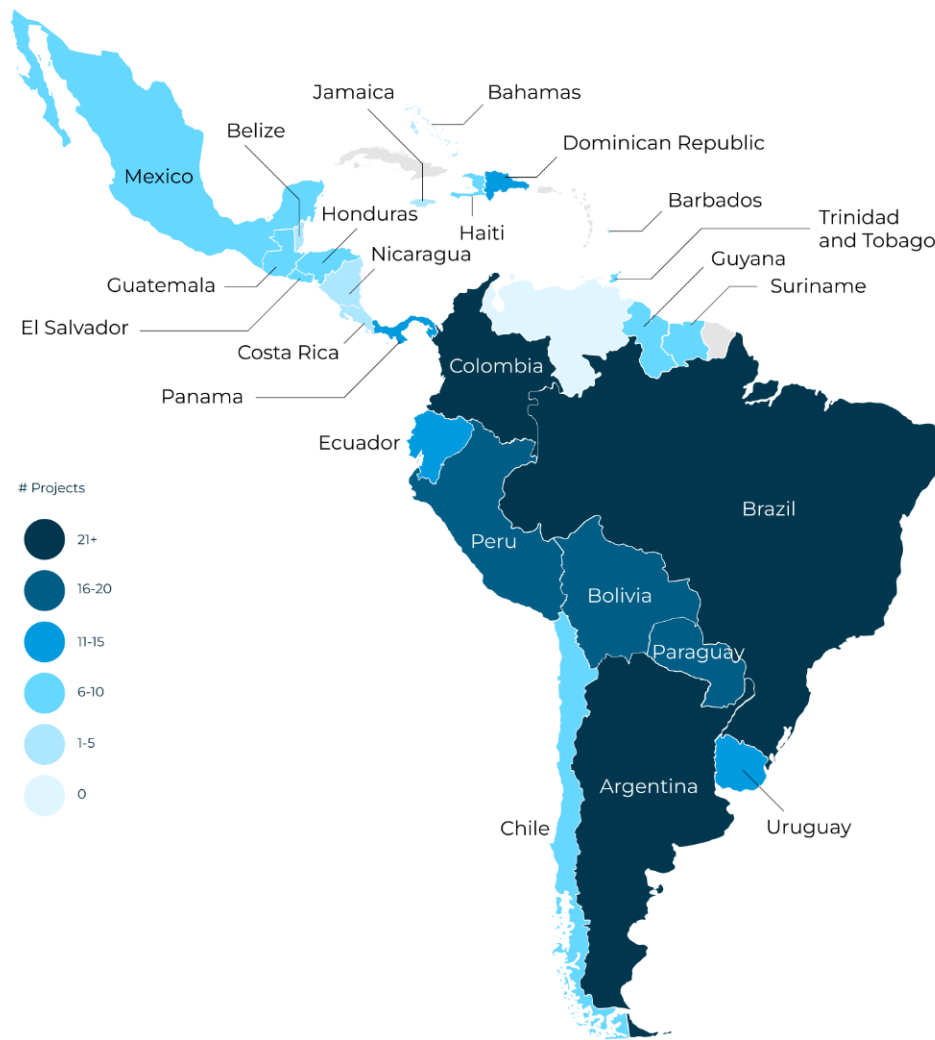 Jamaica
Bahamas
Belize
Dominican Republic
Mexico
Barbados
Honduras
Haiti
Trinidad
and Tobago
Nicaragua
Guyana
Guatemala
Suriname
El Salvador
Costa Rica
Colombia
Panama
Ecuador
# Projects
Brazil
21+
Peru
16-20
Bolivia
11-15
Paraguay
6-10
1-5
Argentina
0
Chile
Uruguay